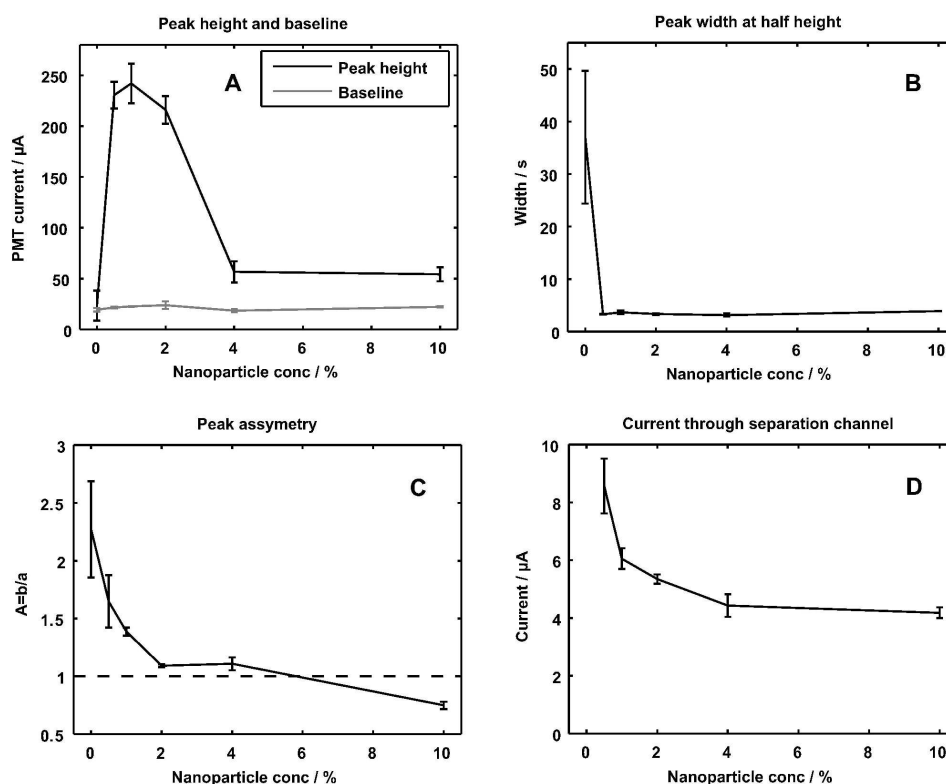 Peak height and baseline
PMT current / µA
250
200
150
100
50
0
A
Peak height
Baseline
0 2 4 6 8 10
Nanoparticle conc / %
Peak width at half height
Width / s
50
40
30
20
10
0
B
0 2 4 6 8 10
Nanoparticle conc / %
Peak assymetry
A=b/a
3
2.5
2
1.5
1
0.5
C
0 2 4 6 8 10
Nanoparticle conc / %
Current through separation channel
Current / µA
10
8
6
4
2
0
D
0 2 4 6 8 10
Nanoparticle conc / %